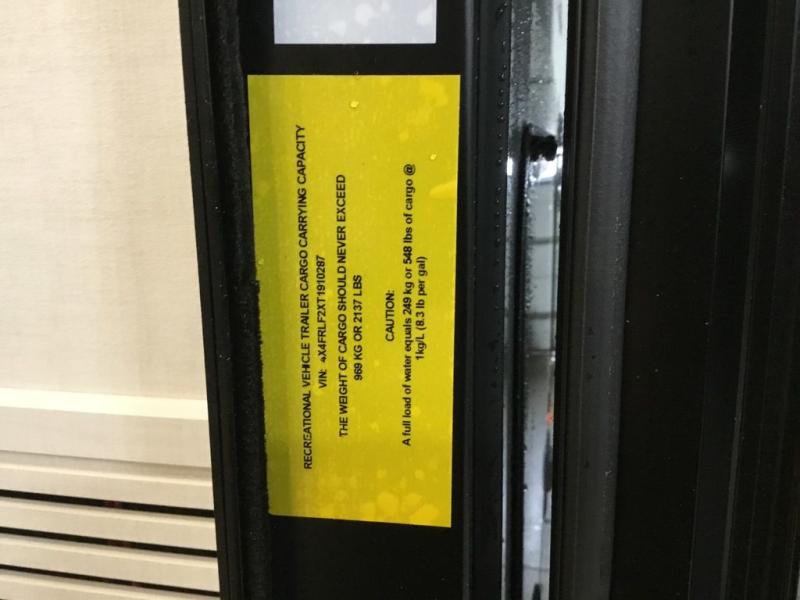 RECREATIONAL VEHICLE TRAILER CARGO CARRYING CAPACITY
VIN: 4X4FRLF2XT1910287
THE WEIGHT OF CARGO SHOULD NEVER EXCEED
969 KG OR 2137 LBS
CAUTION:
A full load of water equals 249 kg or 548 lbs of cargo @
1kg/L (8.3 lb per gal)